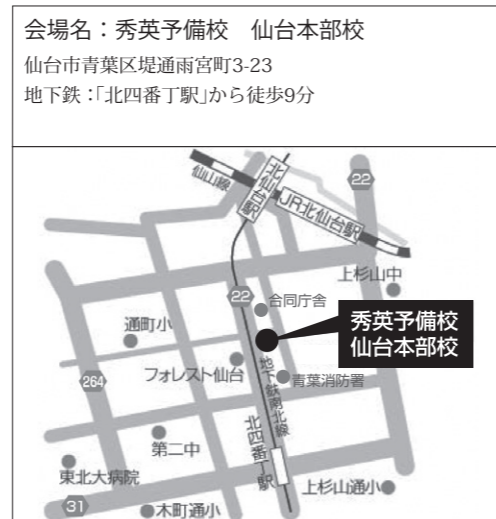 会場名：秀英予備校　仙台本部校
仙台市青葉区堤通雨宮町3-23
地下鉄：「北四番丁駅」から徒歩9分
仙山線
北仙台駅
JR北仙台駅
22
上杉山中
22
合同庁舎
通町小
秀英予備校
仙台本部校
フォレスト仙台
地下鉄南北線
青葉消防署
264
第二中
北四番丁駅
東北大病院
上杉山通小
31
木町通小